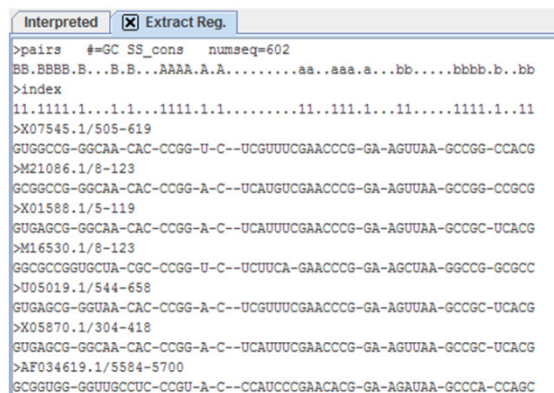 Interpreted Extract Reg.
>pairs #=GC SS_cons numseq=602
BB.BBBB.B...B.B...AAAA.A.A.........aa..aaa.a...bb.....bbbb.b..bb
>index
11.1111.1...1.1...1111.1.1.........11..111.1...11.....1111.1..11
>X07545.1/505-619
GUGGCCG-GGCAA-CAC-CCGG-U-C--UCGUUUCGAACCCG-GA-AGUUAA-GCCGG-CCACG
>M21086.1/8-123
GCGGCCG-GGCAA-CAC-CCGG-A-C--UCAUGUCGAACCCG-GA-AGUUAA-GCCGG-CCGCG
>X01588.1/5-119
GUGAGCG-GGCAA-CAC-CCGG-A-C--UCAUUUCGAACCCG-GA-AGUUAA-GCCGC-UCACG
>M16530.1/8-123
GGCGCCGGUGCUA-CGC-CCGG-U-C--UCUUCA-GAACCCG-GA-AGCUAA-GGCCG-GCGCC
>U05019.1/544-658
GUGAGCG-GGUAA-CAC-CCGG-A-C--UCGUUUCGAACCCG-GA-AGUUAA-GCCGC-UCACG
>X05870.1/304-418
GUGAGCG-GGCAA-CAC-CCGG-A-C--UCAUUUCGAACCCG-GA-AGUUAA-GCCGC-UCACG
>AF034619.1/5584-5700
GCGGUGG-GGUUGCCUC-CCGU-A-C--CCAUCCCGAACACG-GA-AGAUAA-GCCCA-CCAGC